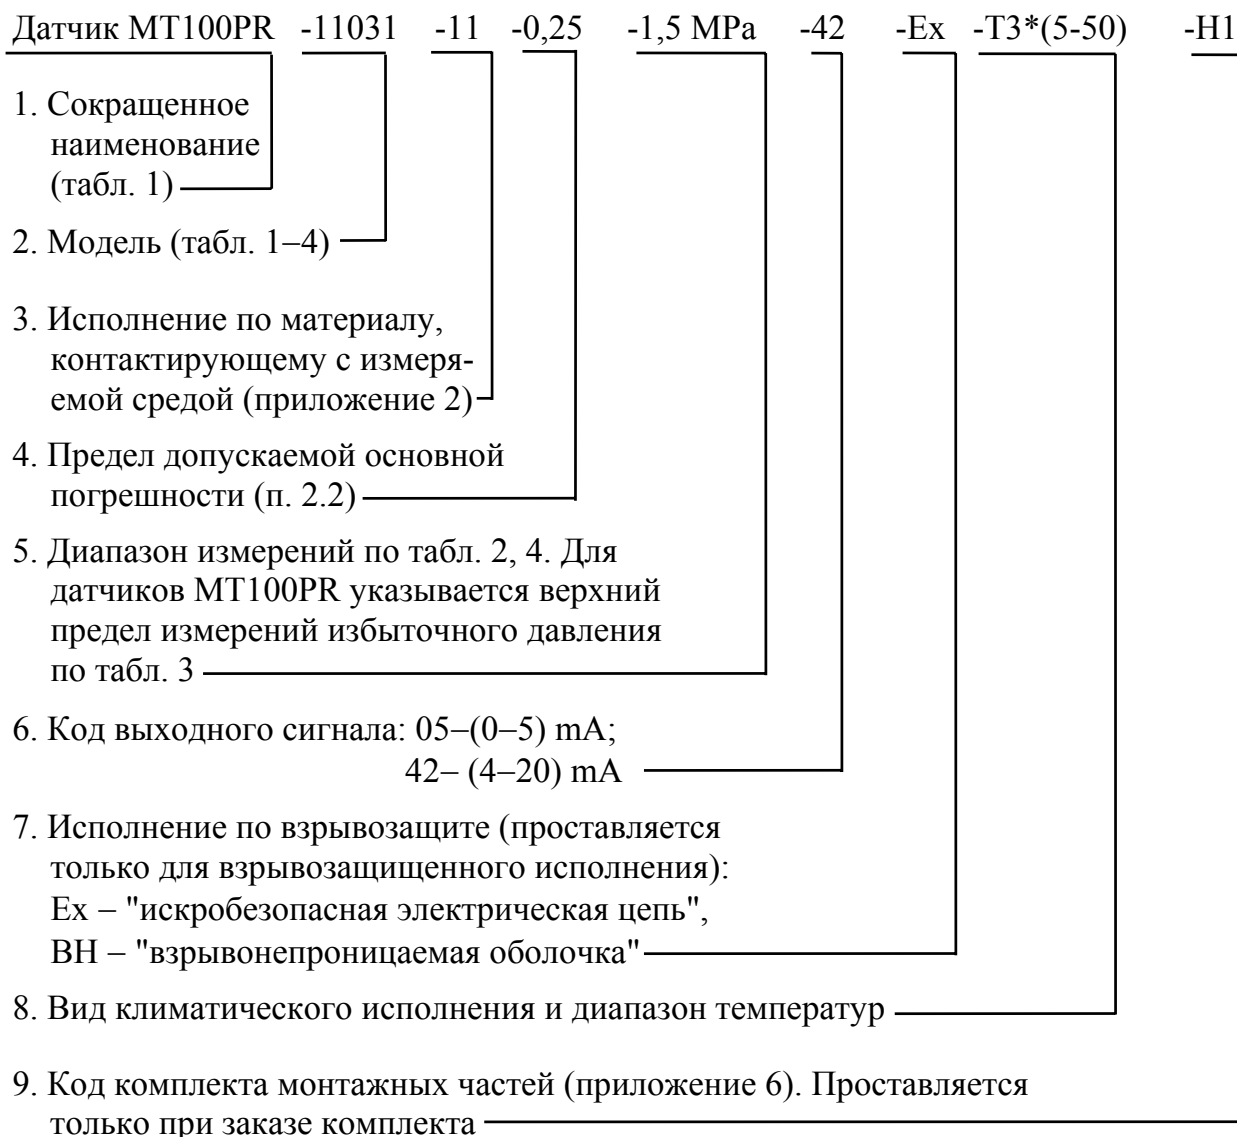 Датчик МТ100PR -11031 -11 -0,25 -1,5 MPa -42 -Ex -Т3*(5-50) -Н1
1. Сокращенное
наименование
(табл. 1)
2. Модель (табл. 1–4)
3. Исполнение по материалу,
контактирующему с измеря-
емой средой (приложение 2)
4. Предел допускаемой основной
погрешности (п. 2.2)
5. Диапазон измерений по табл. 2, 4. Для
датчиков МТ100PR указывается верхний
предел измерений избыточного давления
по табл. 3
6. Код выходного сигнала: 05–(0–5) mA;
42– (4–20) mA
7. Исполнение по взрывозащите (проставляется
только для взрывозащищенного исполнения):
Ex – "искробезопасная электрическая цепь",
ВН – "взрывонепроницаемая оболочка"
8. Вид климатического исполнения и диапазон температур
9. Код комплекта монтажных частей (приложение 6). Проставляется
только при заказе комплекта